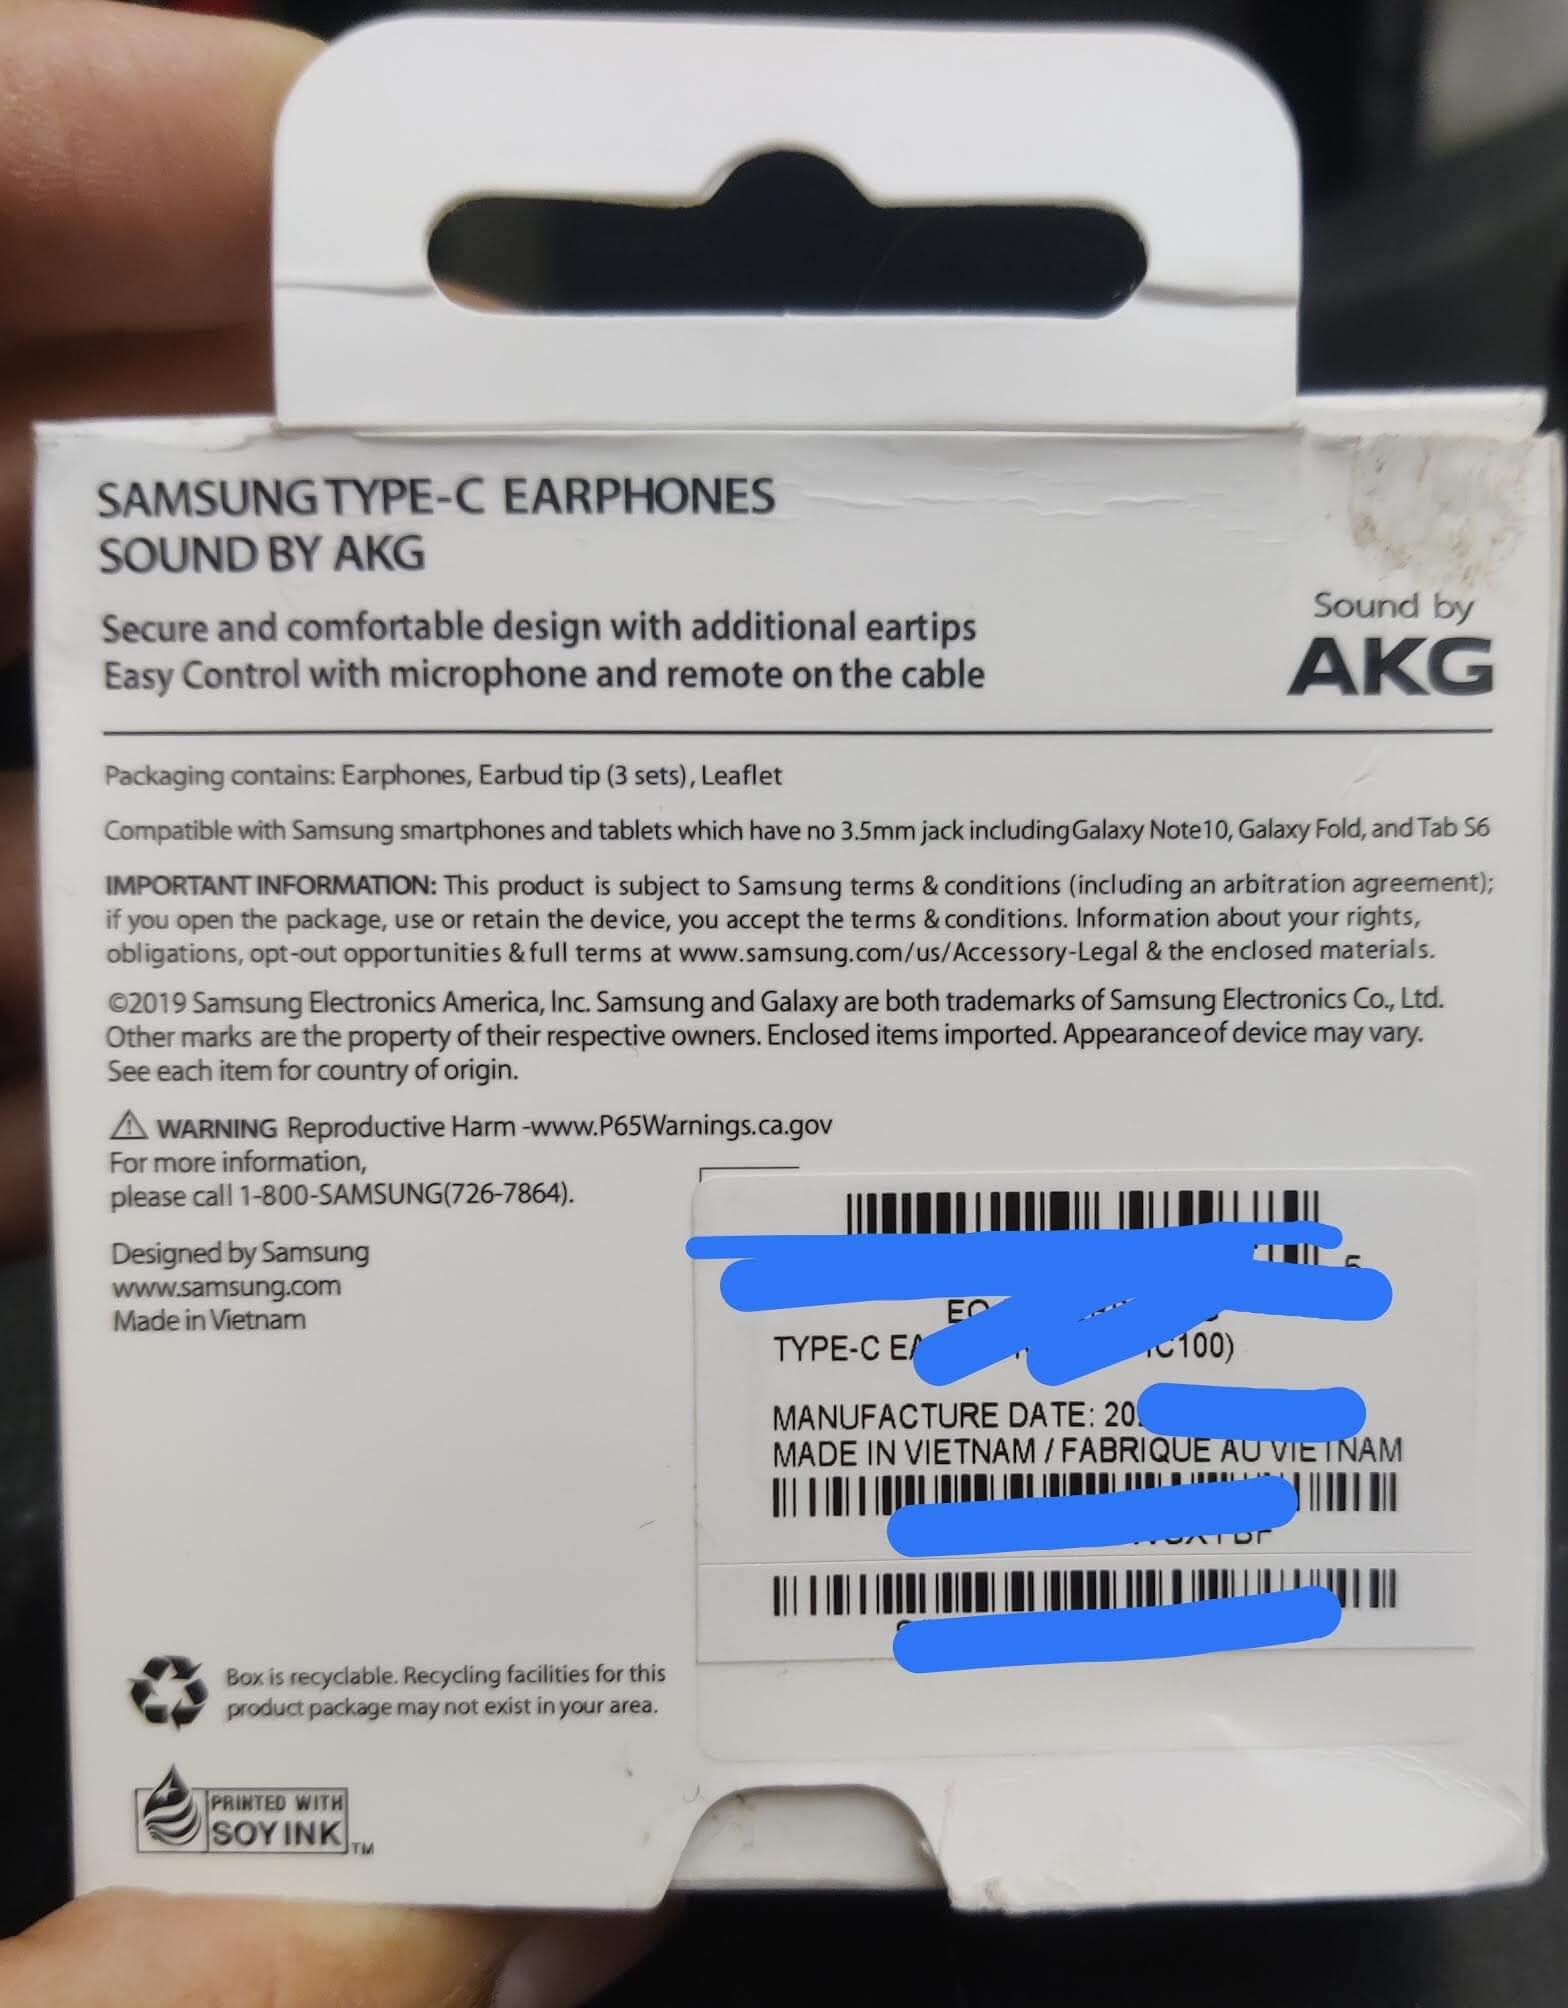 SAMSUNG TYPE-C EARPHONES
SOUND BY AKG
Secure and comfortable design with additional eartips
Easy Control with microphone and remote on the cable
Sound by
AKG
Packaging contains: Earphones, Earbud tip (3 sets), Leaflet
Compatible with Samsung smartphones and tablets which have no 3.5mm jack including Galaxy Note10, Galaxy Fold, and Tab S6
IMPORTANT INFORMATION: This product is subject to Samsung terms & conditions (including an arbitration agreement);
if you open the package, use or retain the device, you accept the terms & conditions. Information about your rights,
obligations, opt-out opportunities & full terms at www.samsung.com/us/Accessory-Legal & the enclosed materials.
©2019 Samsung Electronics America, Inc. Samsung and Galaxy are both trademarks of Samsung Electronics Co., Ltd.
Other marks are the property of their respective owners. Enclosed items imported. Appearance of device may vary.
See each item for country of origin.
⚠ WARNING Reproductive Harm -www.P65Warnings.ca.gov
For more information,
please call 1-800-SAMSUNG(726-7864).
Designed by Samsung
www.samsung.com
Made in Vietnam
TYPE-C
MANUFACTURE DATE:
MADE IN VIETNAM / FABRIQUE AU VIETNAM
Box is recyclable. Recycling facilities for this
product package may not exist in your area.
PRINTED WITH
SOY INK TM